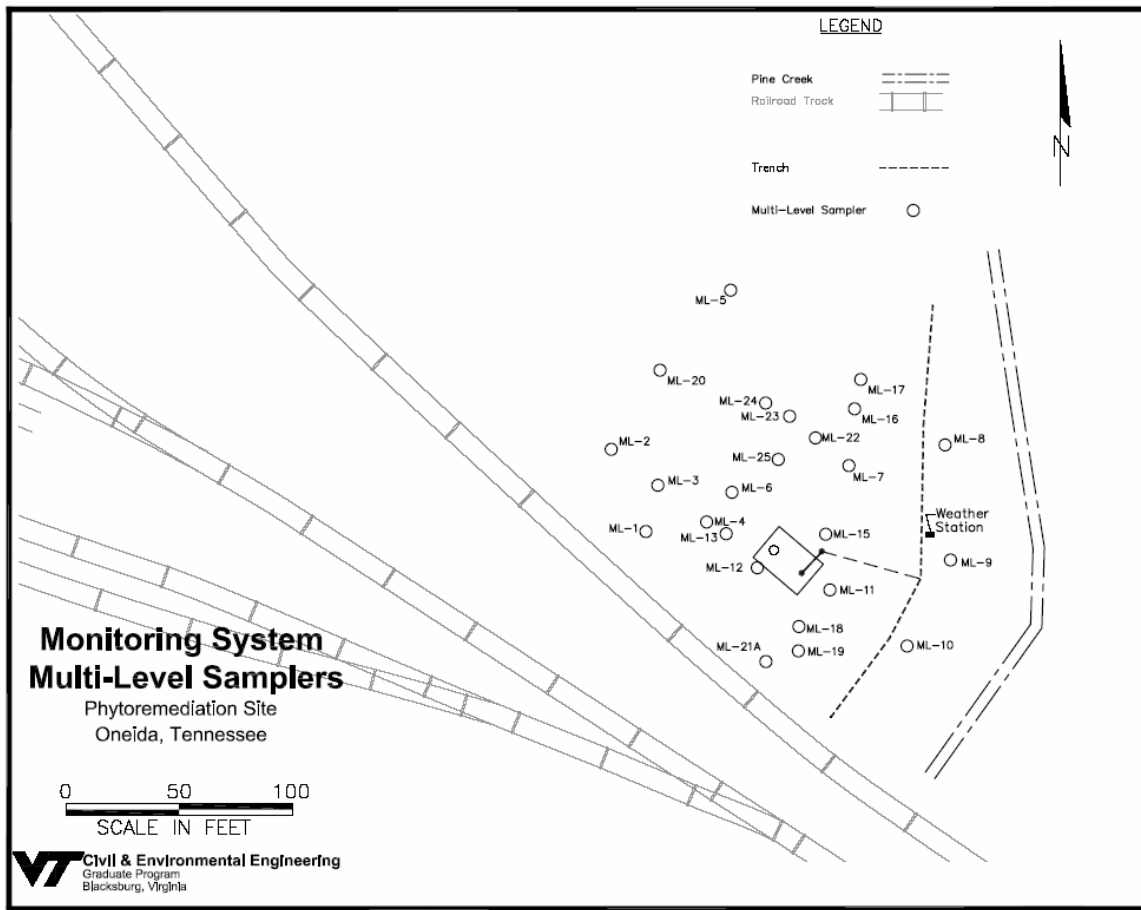 LEGEND
Pine Creek
Railroad Track
N
Trench
Multi-Level Sampler
ML-5
ML-20
ML-17
ML-24
ML-16
ML-23
ML-22
ML-2
ML-8
ML-25
ML-7
ML-3
ML-6
Weather
Station
ML-4
ML-1
ML-13
ML-15
ML-9
ML-12
ML-11
ML-18
ML-21A
ML-19
ML-10
Monitoring System
Multi-Level Samplers
Phytoremediation Site
Oneida, Tennessee
0 50 100
SCALE IN FEET
VT Civil & Environmental Engineering
Graduate Program
Blacksburg, Virginia